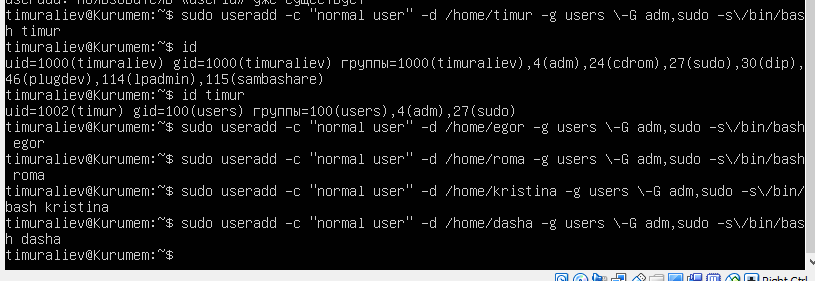 useradd: пользователь «userid» уже существует
timuraliev@Kurumem:~$ sudo useradd -c "normal user" -d /home/timur -g users \-G adm,sudo -s\/bin/bas
h timur
timuraliev@Kurumem:~$ id
uid=1000(timuraliev) gid=1000(timuraliev) группы=1000(timuraliev),4(adm),24(cdrom),27(sudo),30(dip),
46(plugdev),114(lpadmin),115(sambashare)
timuraliev@Kurumem:~$ id timur
uid=1002(timur) gid=100(users) группы=100(users),4(adm),27(sudo)
timuraliev@Kurumem:~$ sudo useradd -c "normal user" -d /home/egor -g users \-G adm,sudo -s\/bin/bash
 egor
timuraliev@Kurumem:~$ sudo useradd -c "normal user" -d /home/roma -g users \-G adm,sudo -s\/bin/bash
 roma
timuraliev@Kurumem:~$ sudo useradd -c "normal user" -d /home/kristina -g users \-G adm,sudo -s\/bin/
bash kristina
timuraliev@Kurumem:~$ sudo useradd -c "normal user" -d /home/dasha -g users \-G adm,sudo -s\/bin/bas
h dasha
timuraliev@Kurumem:~$
Right Ctrl